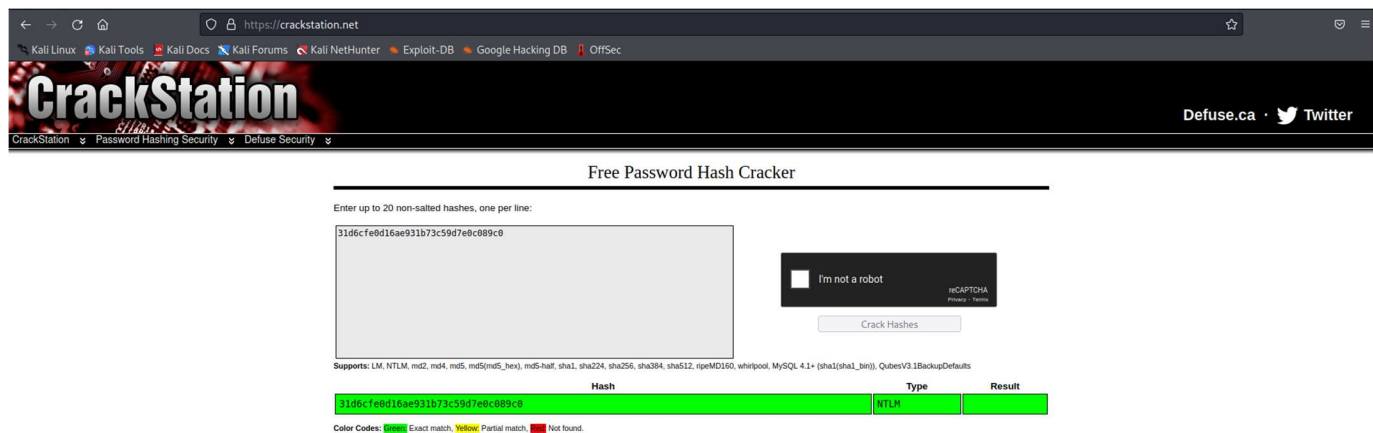 https://crackstation.net
Kali Linux Kali Tools Kali Docs Kali Forums Kali NetHunter Exploit-DB Google Hacking DB OffSec
CrackStation
Defuse.ca · Twitter
CrackStation Password Hashing Security Defuse Security
Free Password Hash Cracker
Enter up to 20 non-salted hashes, one per line:
31d6cfe0d16ae931b73c59d7e0c089c0
I'm not a robot
reCAPTCHA
Privacy - Terms
Crack Hashes
Supports: LM, NTLM, md2, md4, md5, md5(md5_hex), md5-half, sha1, sha224, sha256, sha384, sha512, ripeMD160, whirlpool, MySQL 4.1+ (sha1(sha1_bin)), QubesV3.1BackupDefaults
Hash Type Result
31d6cfe0d16ae931b73c59d7e0c089c0 NTLM
Color Codes: Green: Exact match, Yellow: Partial match, Red: Not found.